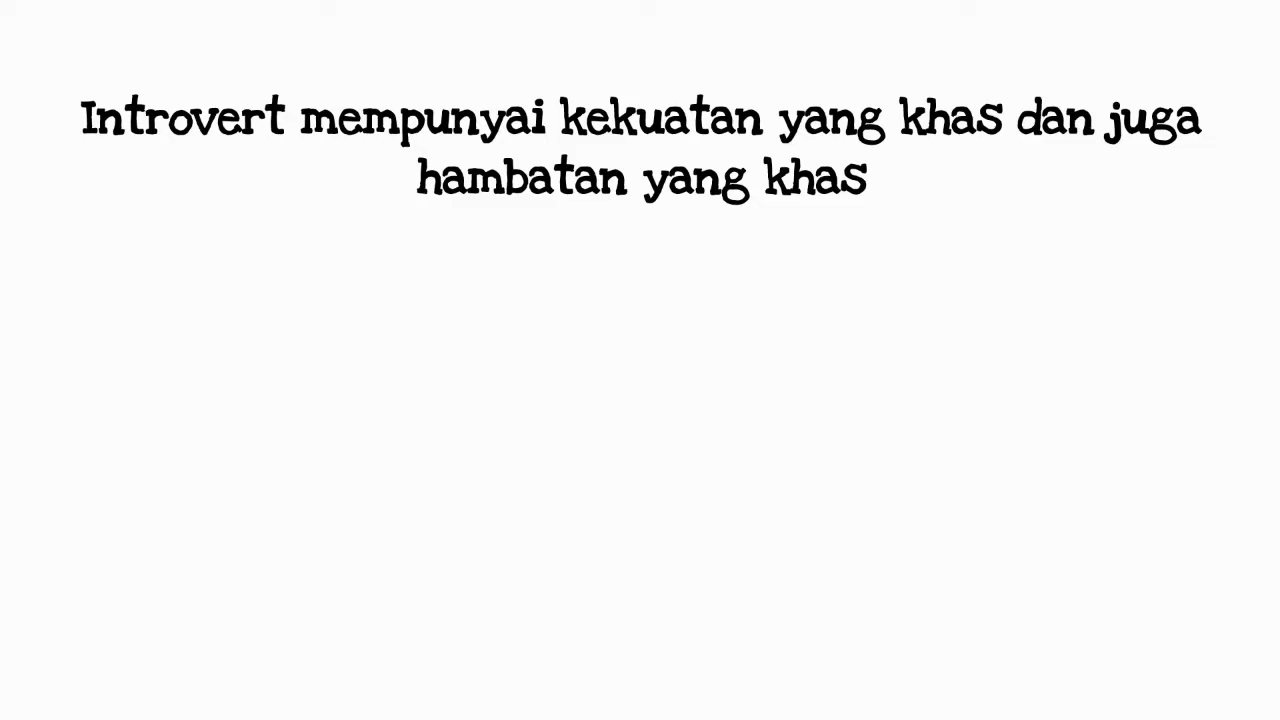 Introvert mempunyai kekuatan yang khas dan juga
hambatan yang khas